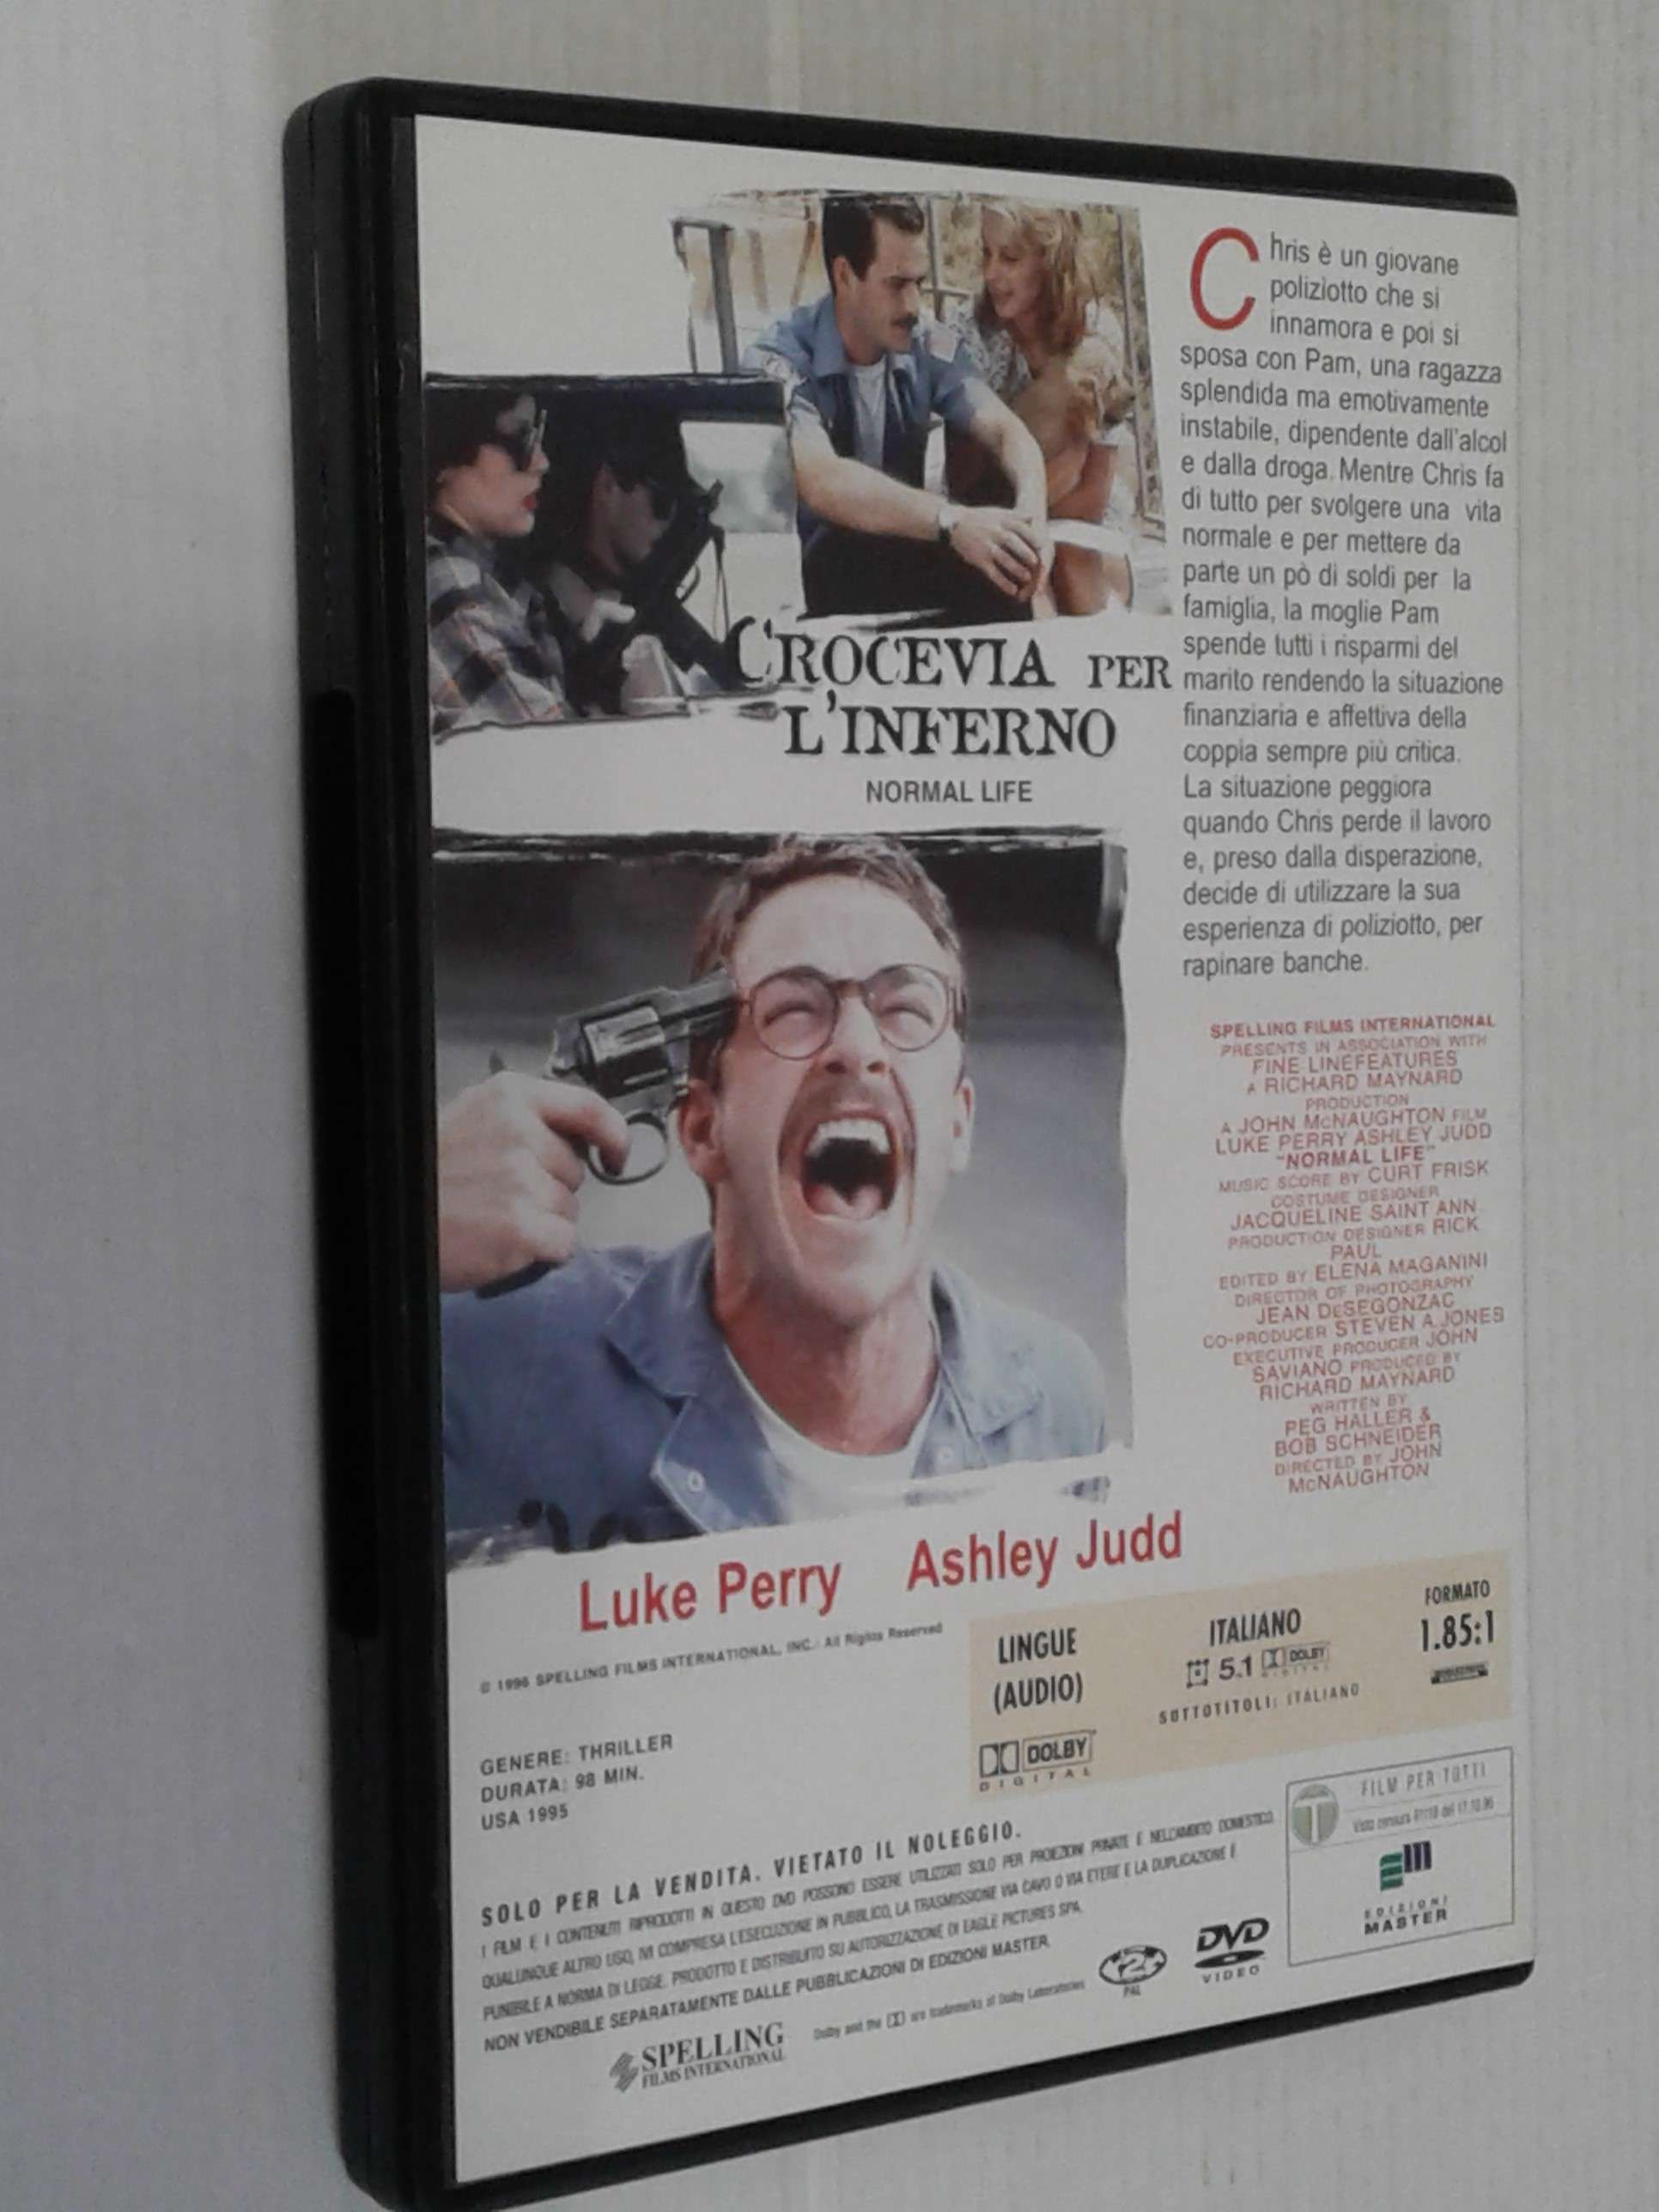 Chris è un giovane
poliziotto che si
innamora e poi si
sposa con Pam, una ragazza
splendida ma emotivamente
instabile, dipendente dall'alcol
e dalla droga. Mentre Chris fa
di tutto per svolgere una vita
normale e per mettere da
parte un pò di soldi per la
famiglia, la moglie Pam
spende tutti i risparmi del
marito rendendo la situazione
finanziaria e affettiva della
coppia sempre più critica.
La situazione peggiora
quando Chris perde il lavoro
e, preso dalla disperazione,
decide di utilizzare la sua
esperienza di poliziotto, per
rapinare banche.
CROCEVIA PER
L'INFERNO
NORMAL LIFE
SPELLING FILMS INTERNATIONAL
PRESENTS IN ASSOCIATION WITH
FINE LINEFEATURES
A RICHARD MAYNARD
PRODUCTION
A JOHN McNAUGHTON FILM
LUKE PERRY ASHLEY JUDD
"NORMAL LIFE"
MUSIC SCORE BY CURT FRISK
COSTUME DESIGNER
JACQUELINE SAINT ANN
PRODUCTION DESIGNER RICK
PAUL
EDITED BY ELENA MAGANINI
DIRECTOR OF PHOTOGRAPHY
JEAN DeSEGONZAC
CO-PRODUCER STEVEN A.JONES
EXECUTIVE PRODUCER JOHN
SAVIANO PRODUCED BY
RICHARD MAYNARD
WRITTEN BY
PEG HALLER &
BOB SCHNEIDER
DIRECTED BY JOHN
McNAUGHTON
Luke Perry Ashley Judd
© 1996 SPELLING FILMS INTERNATIONAL, INC.. All Rights Reserved
LINGUE
(AUDIO)
DOLBY
DIGITAL
ITALIANO
5.1 DOLBY
DIGITAL
SOTTOTITOLI: ITALIANO
FORMATO
1.85:1
GENERE: THRILLER
DURATA: 98 MIN.
USA 1995
SOLO PER LA VENDITA. VIETATO IL NOLEGGIO.
I FILM E I CONTENUTI RIPRODOTTI IN QUESTO DVD POSSONO ESSERE UTILIZZATI SOLO PER PROIEZIONI PRIVATE E NELL'AMBITO DOMESTICO.
QUALUNQUE ALTRO USO, IVI COMPRESA L'ESECUZIONE IN PUBBLICO, LA TRASMISSIONE VIA CAVO O VIA ETERE E LA DUPLICAZIONE È
PUNIBILE A NORMA DI LEGGE. PRODOTTO E DISTRIBUITO SU AUTORIZZAZIONE DI EAGLE PICTURES SPA.
NON VENDIBILE SEPARATAMENTE DALLE PUBBLICAZIONI DI EDIZIONI MASTER.
SPELLING
FILMS INTERNATIONAL
Dolby and the are trademarks of Dolby Laboratories
2
PAL
DVD
VIDEO
T
FILM PER TUTTI
Visto censura del 17.10.96
em
EDIZIONI
MASTER